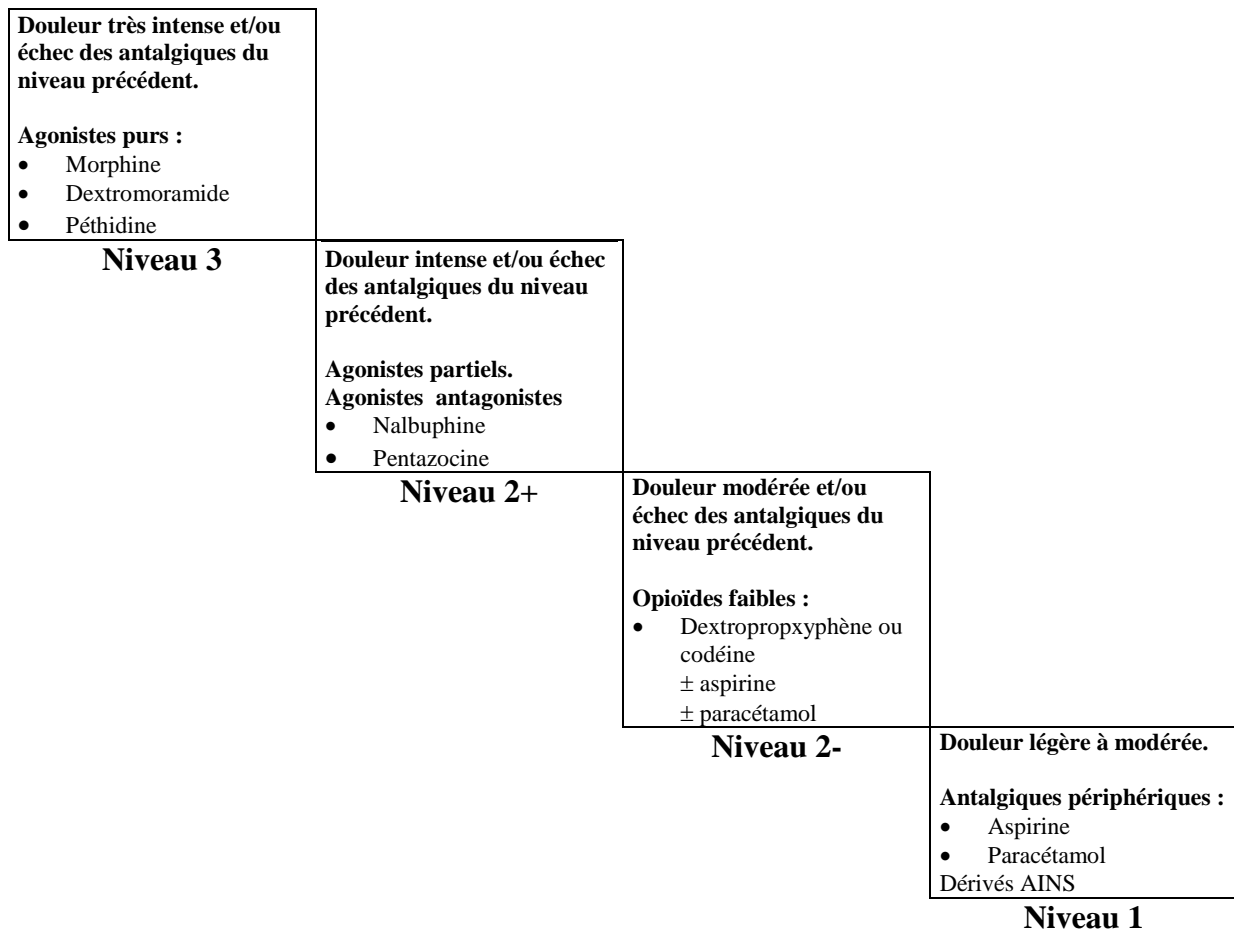 Douleur très intense et/ou
échec des antalgiques du
niveau précédent.
Agonistes purs :
• Morphine
• Dextromoramide
• Péthidine
Niveau 3
Douleur intense et/ou échec
des antalgiques du niveau
précédent.
Agonistes partiels.
Agonistes antagonistes
• Nalbuphine
• Pentazocine
Niveau 2+
Douleur modérée et/ou
échec des antalgiques du
niveau précédent.
Opioïdes faibles :
• Dextropropxyphène ou
codéine
± aspirine
± paracétamol
Niveau 2-
Douleur légère à modérée.
Antalgiques périphériques :
• Aspirine
• Paracétamol
Dérivés AINS
Niveau 1